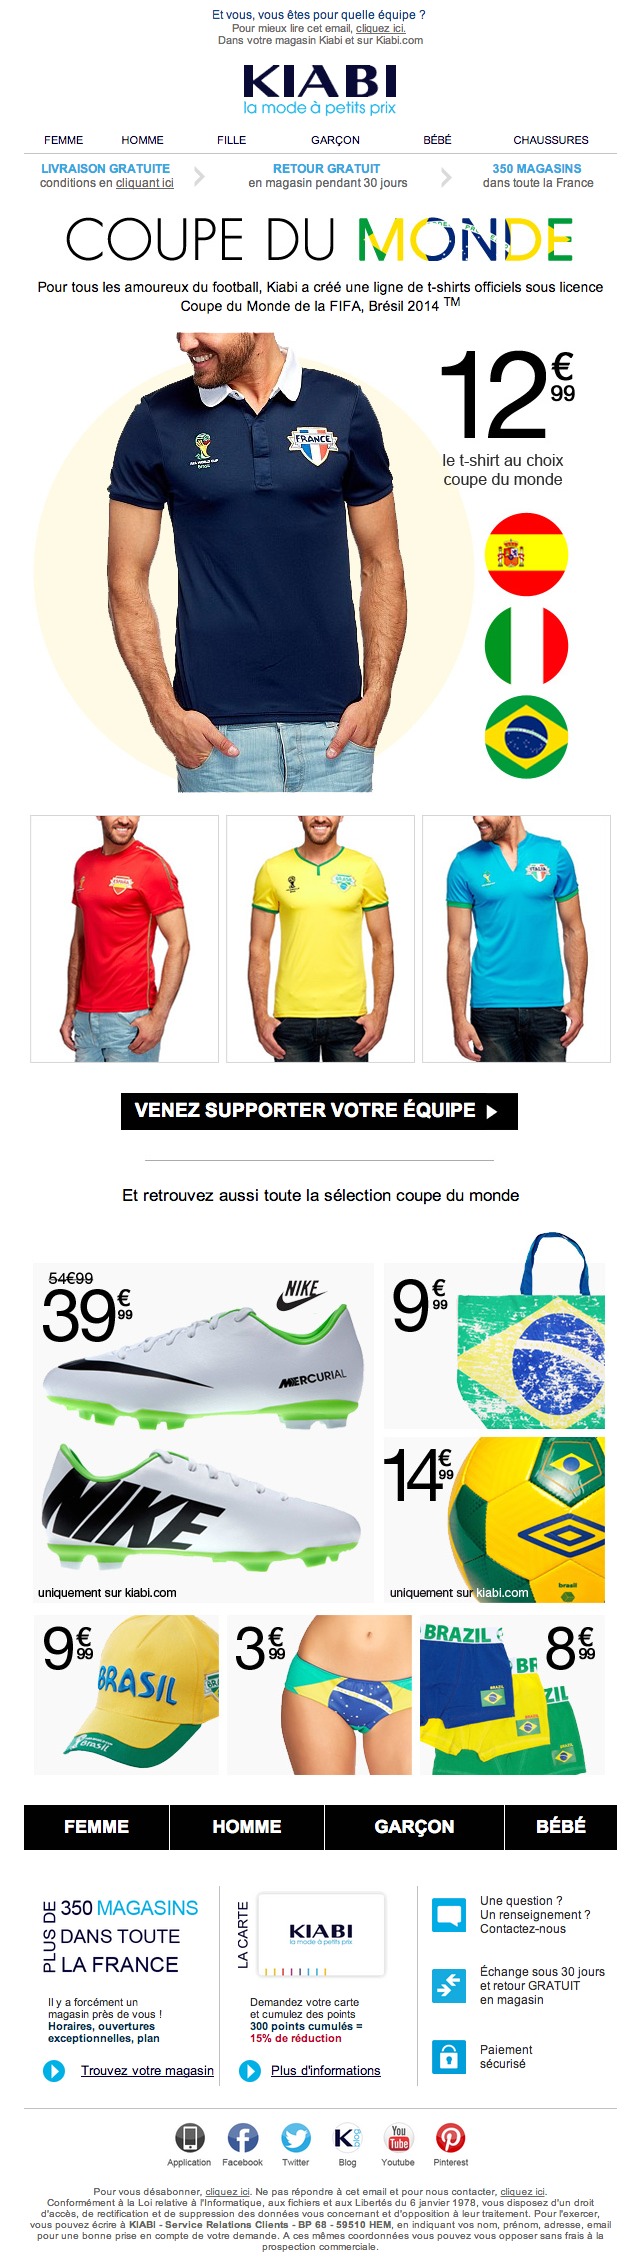 Et vous, vous êtes pour quelle équipe ?
Pour mieux lire cet email, cliquez ici.
Dans votre magasin Kiabi et sur Kiabi.com
KIABI
la mode à petits prix
FEMME HOMME FILLE GARÇON BÉBÉ CHAUSSURES
LIVRAISON GRATUITE
conditions en cliquant ici
RETOUR GRATUIT
en magasin pendant 30 jours
350 MAGASINS
dans toute la France
COUPE DU MONDE
Pour tous les amoureux du football, Kiabi a créé une ligne de t-shirts officiels sous licence
Coupe du Monde de la FIFA, Brésil 2014 TM
FRANCE
FIFA WORLD CUP
Brasil
12€99
le t-shirt au choix
coupe du monde
ESPAÑA
BRASIL
ITALIA
VENEZ SUPPORTER VOTRE ÉQUIPE
Et retrouvez aussi toute la sélection coupe du monde
54€99
39€99
NIKE
MERCURIAL
NIKE
uniquement sur kiabi.com
9€99
14€99
brasil
uniquement sur kiabi.com
9€99
BRASIL
Brasil
3€99
BRAZIL
8€99
BRAZIL
BRAZIL
FEMME HOMME GARÇON BÉBÉ
PLUS DE
350 MAGASINS
DANS TOUTE
LA FRANCE
Il y a forcément un
magasin près de vous !
Horaires, ouvertures
exceptionnelles, plan
Trouvez votre magasin
LA CARTE
KIABI
la mode à petits prix
Demandez votre carte
et cumulez des points
300 points cumulés =
15% de réduction
Plus d'informations
Une question ?
Un renseignement ?
Contactez-nous
Échange sous 30 jours
et retour GRATUIT
en magasin
Paiement
sécurisé
K blog
You Tube
Application Facebook Twitter Blog Youtube Pinterest
Pour vous désabonner, cliquez ici. Ne pas répondre à cet email et pour nous contacter, cliquez ici.
Conformément à la Loi relative à l'Informatique, aux fichiers et aux Libertés du 6 janvier 1978, vous disposez d'un droit
d'accès, de rectification et de suppression des données vous concernant et d'opposition à leur traitement. Pour l'exercer,
vous pouvez écrire à KIABI - Service Relations Clients - BP 68 - 59510 HEM, en indiquant vos nom, prénom, adresse, email
pour une bonne prise en compte de votre demande. A ces mêmes coordonnées vous pouvez vous opposer sans frais à la
prospection commerciale.